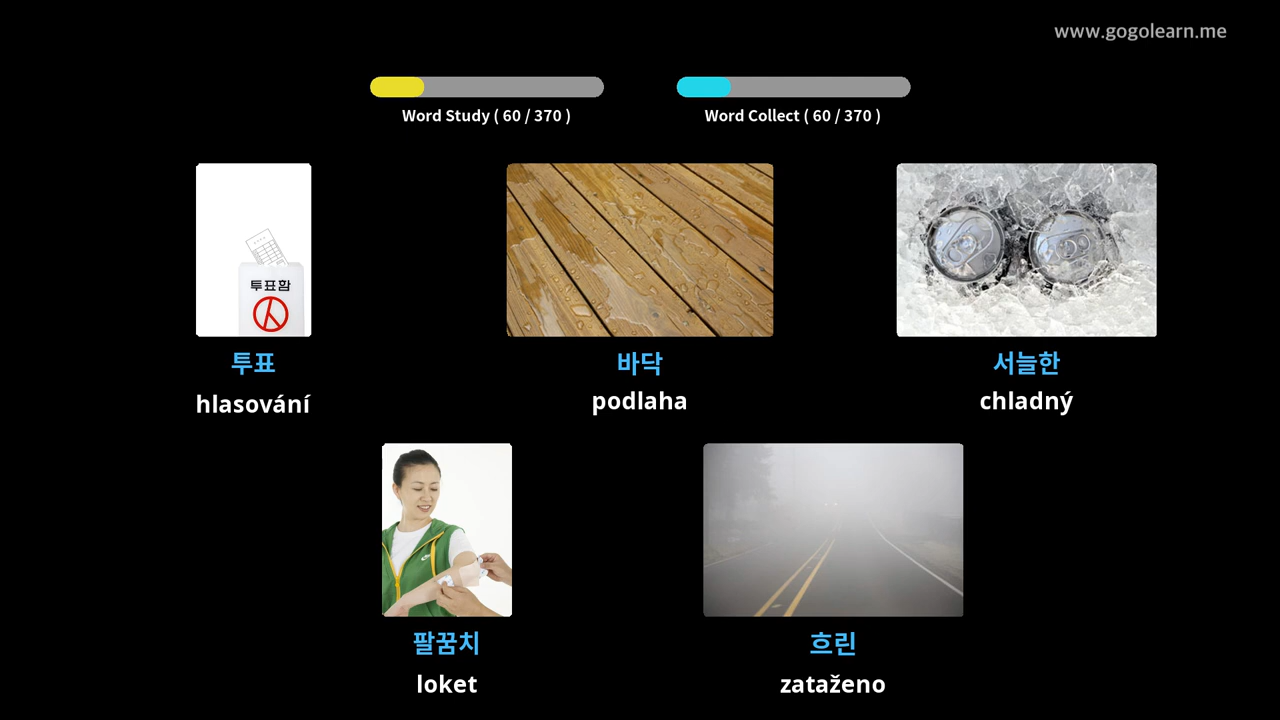 www.gogolearn.me
Word Study ( 60 / 370 )
Word Collect ( 60 / 370 )
투표함
투표
hlasování
바닥
podlaha
서늘한
chladný
팔꿈치
loket
흐린
zataženo